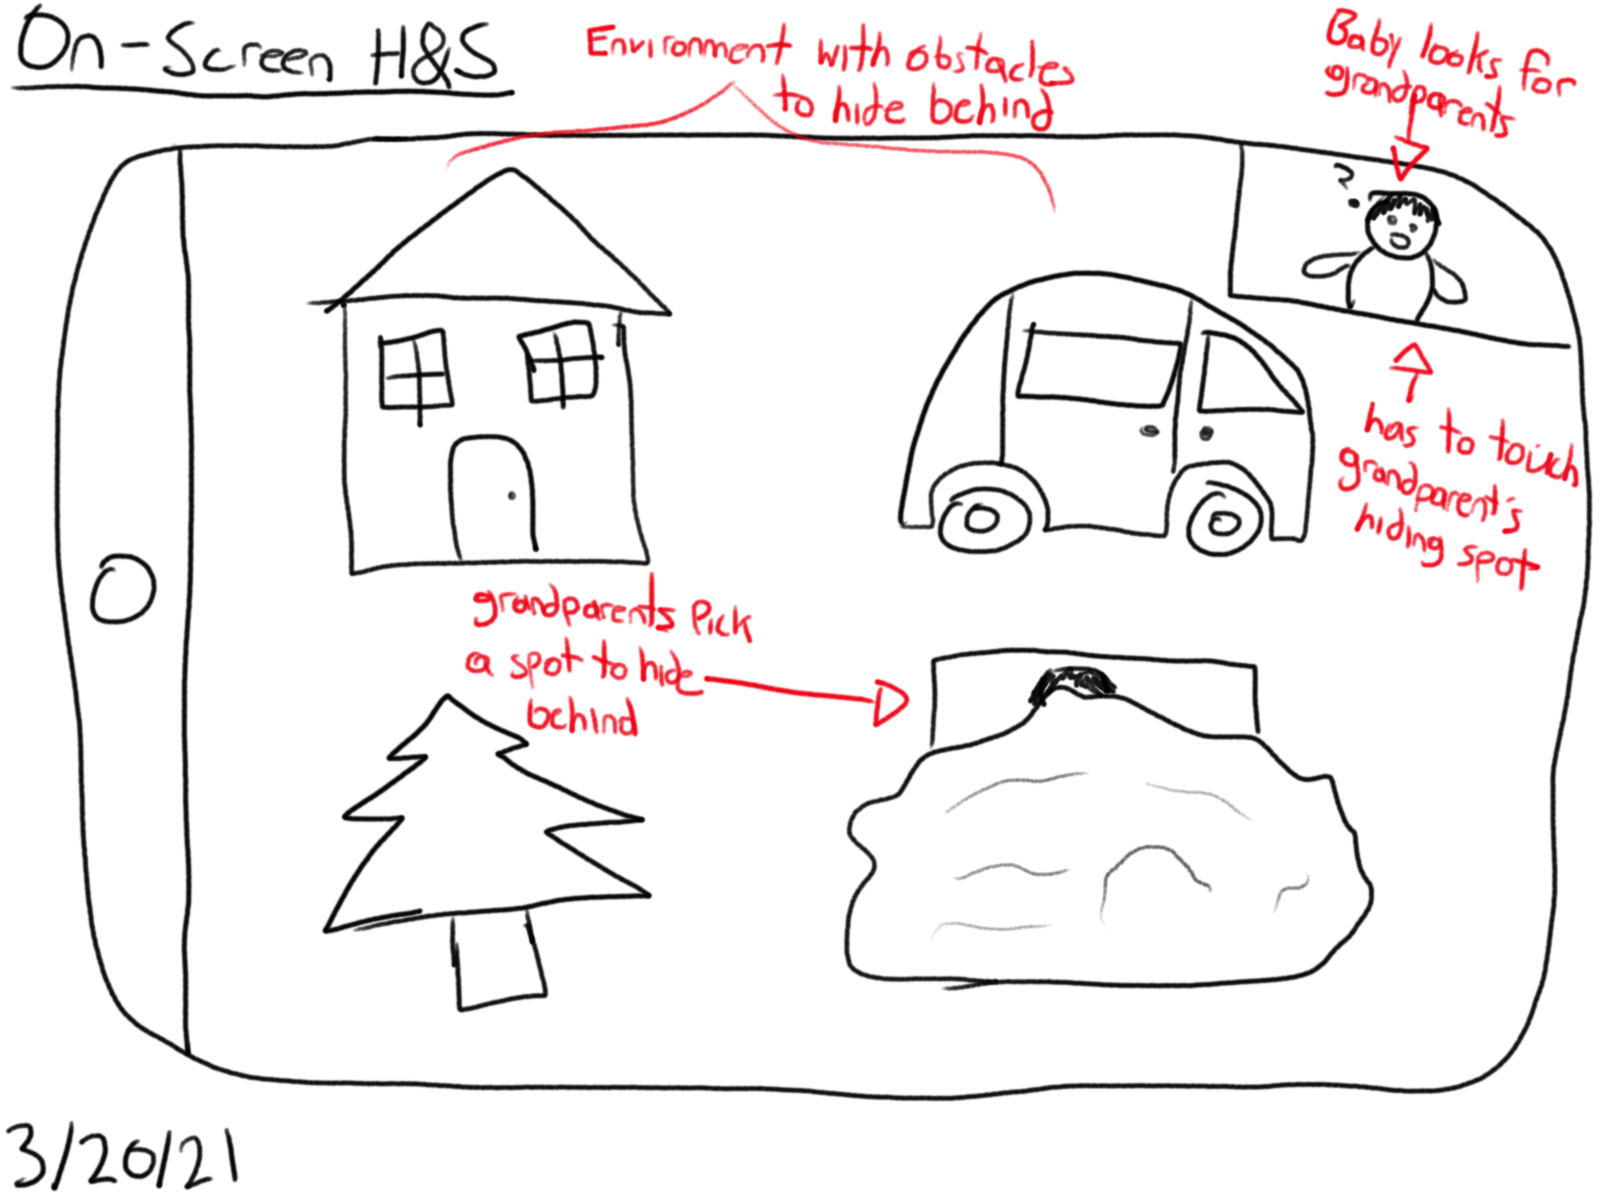 On-Screen H&S
Environment with obstacles
to hide behind
Baby looks for
grandparents
?
has to touch
grandparent's
hiding spot
grandparents Pick
a spot to hide
behind
3/20/21